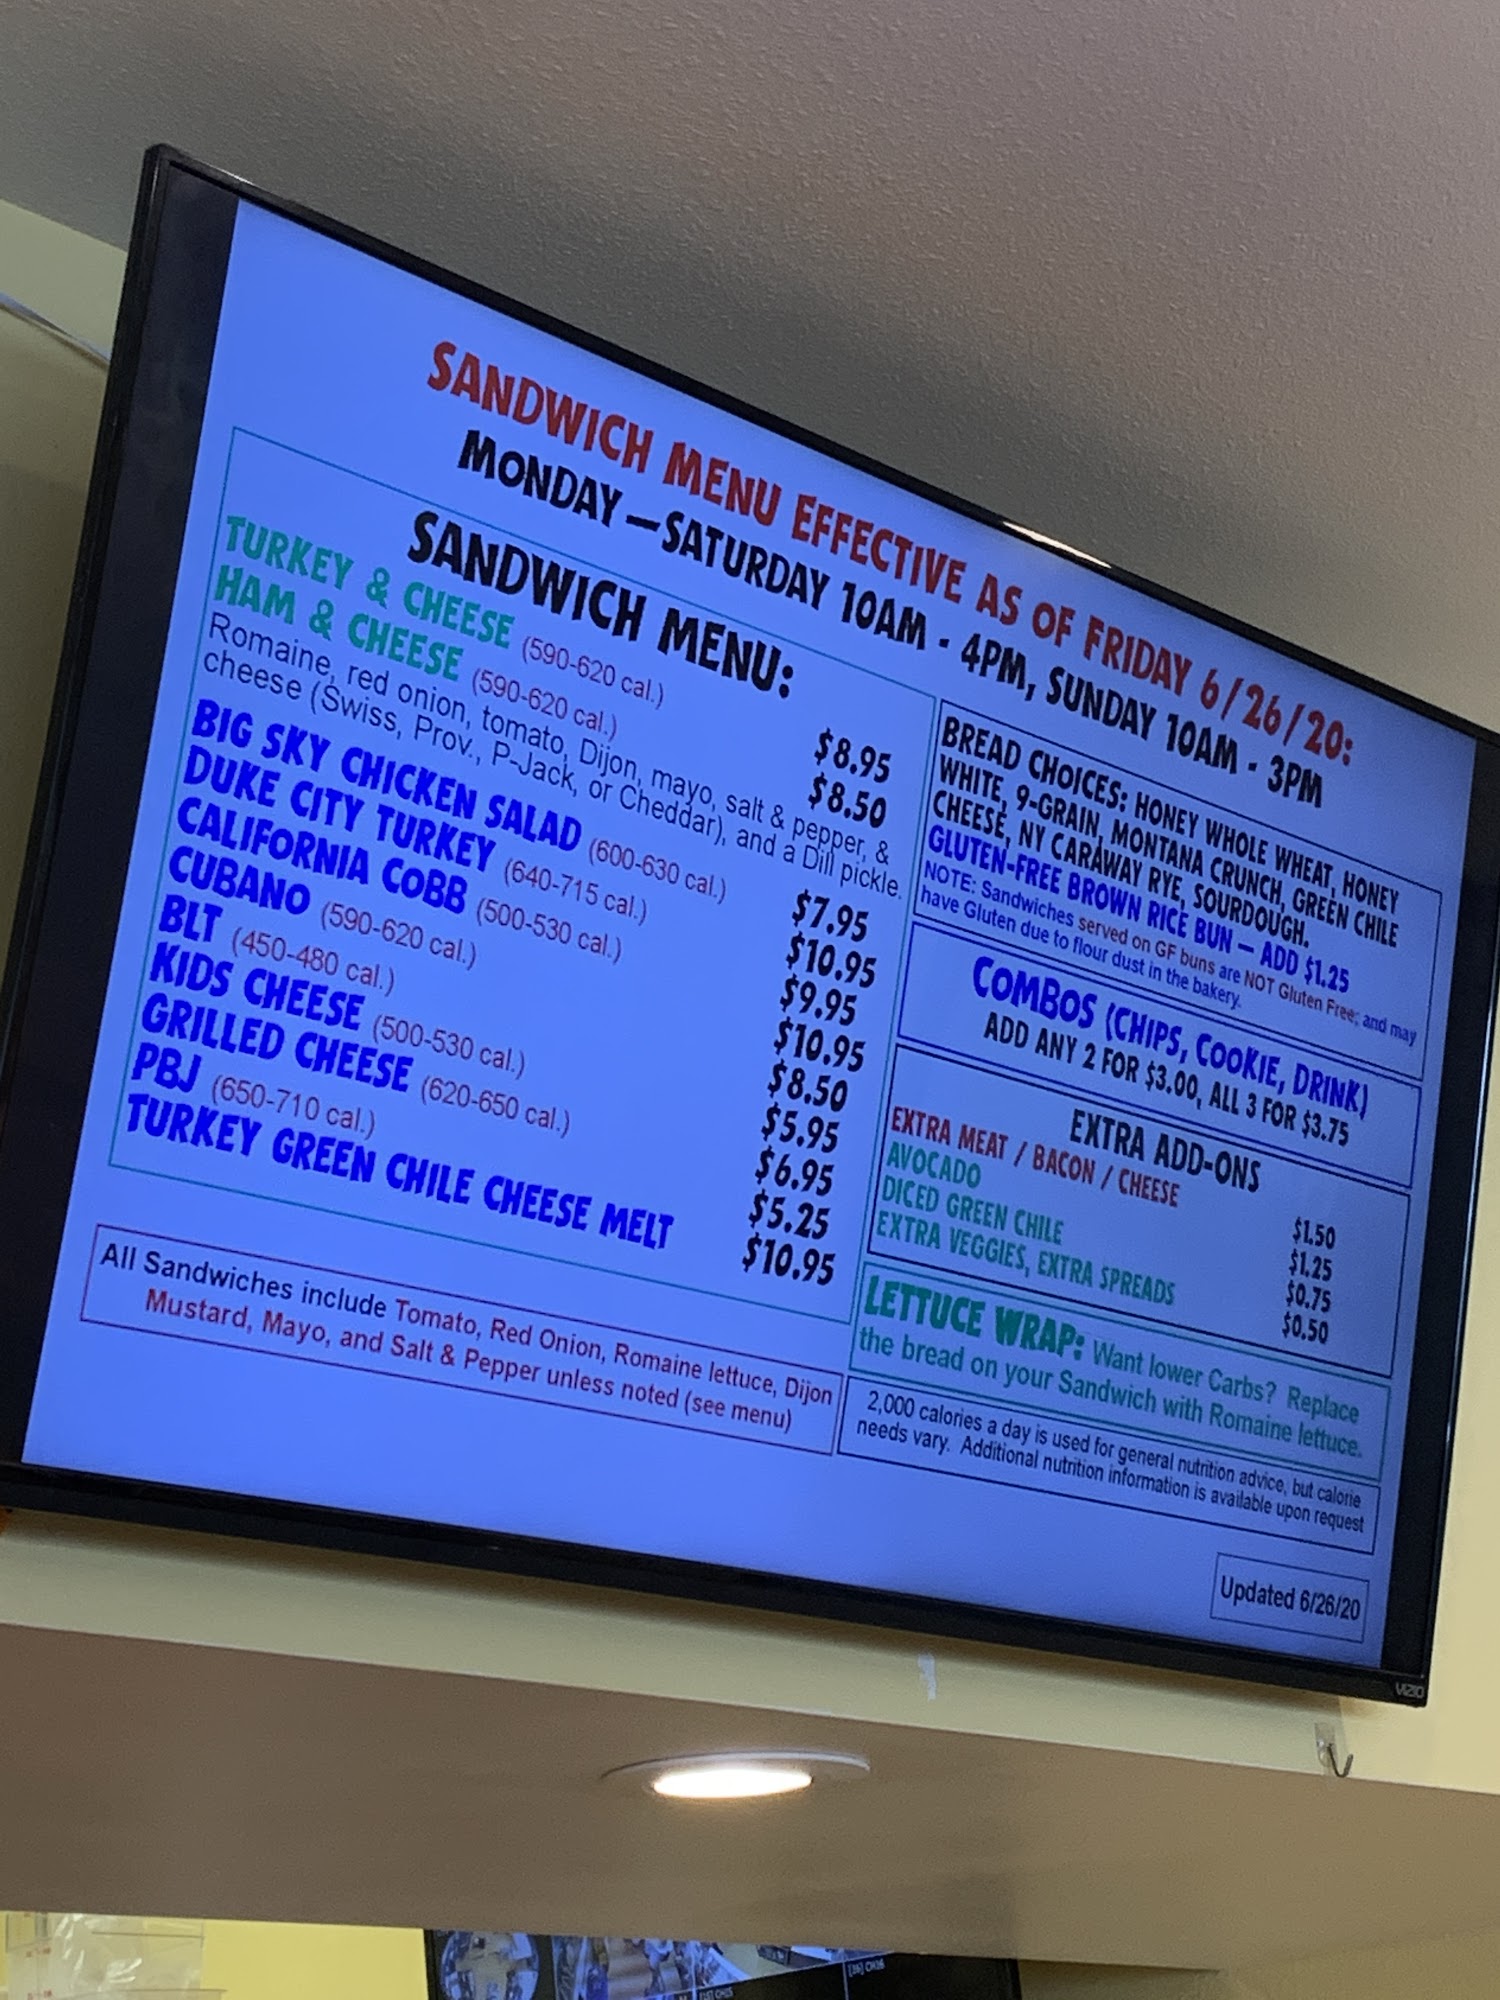 SANDWICH MENU EFFECTIVE AS OF FRIDAY 6/26/20:
MONDAY – SATURDAY 10AM - 4PM, SUNDAY 10AM - 3PM
SANDWICH MENU:
TURKEY & CHEESE (590-620 cal.) $8.95
HAM & CHEESE (590-620 cal.) $8.50
Romaine, red onion, tomato, Dijon, mayo, salt & pepper, &
cheese (Swiss, Prov., P-Jack, or Cheddar), and a Dill pickle.
BIG SKY CHICKEN SALAD (600-630 cal.) $7.95
DUKE CITY TURKEY (640-715 cal.) $10.95
CALIFORNIA COBB (500-530 cal.) $9.95
CUBANO (590-620 cal.) $10.95
BLT (450-480 cal.) $8.50
KIDS CHEESE (500-530 cal.) $5.95
GRILLED CHEESE (620-650 cal.) $6.95
PBJ (650-710 cal.) $5.25
TURKEY GREEN CHILE CHEESE MELT $10.95
All Sandwiches include Tomato, Red Onion, Romaine lettuce, Dijon
Mustard, Mayo, and Salt & Pepper unless noted (see menu)
BREAD CHOICES: HONEY WHOLE WHEAT, HONEY
WHITE, 9-GRAIN, MONTANA CRUNCH, GREEN CHILE
CHEESE, NY CARAWAY RYE, SOURDOUGH.
GLUTEN-FREE BROWN RICE BUN – ADD $1.25
NOTE: Sandwiches served on GF buns are NOT Gluten Free; and may
have Gluten due to flour dust in the bakery.
COMBOS (CHIPS, COOKIE, DRINK)
ADD ANY 2 FOR $3.00, ALL 3 FOR $3.75
EXTRA ADD-ONS
EXTRA MEAT / BACON / CHEESE $1.50
AVOCADO $1.25
DICED GREEN CHILE $0.75
EXTRA VEGGIES, EXTRA SPREADS $0.50
LETTUCE WRAP: Want lower Carbs? Replace
the bread on your Sandwich with Romaine lettuce.
2,000 calories a day is used for general nutrition advice, but calorie
needs vary. Additional nutrition information is available upon request
Updated 6/26/20
VIZIO